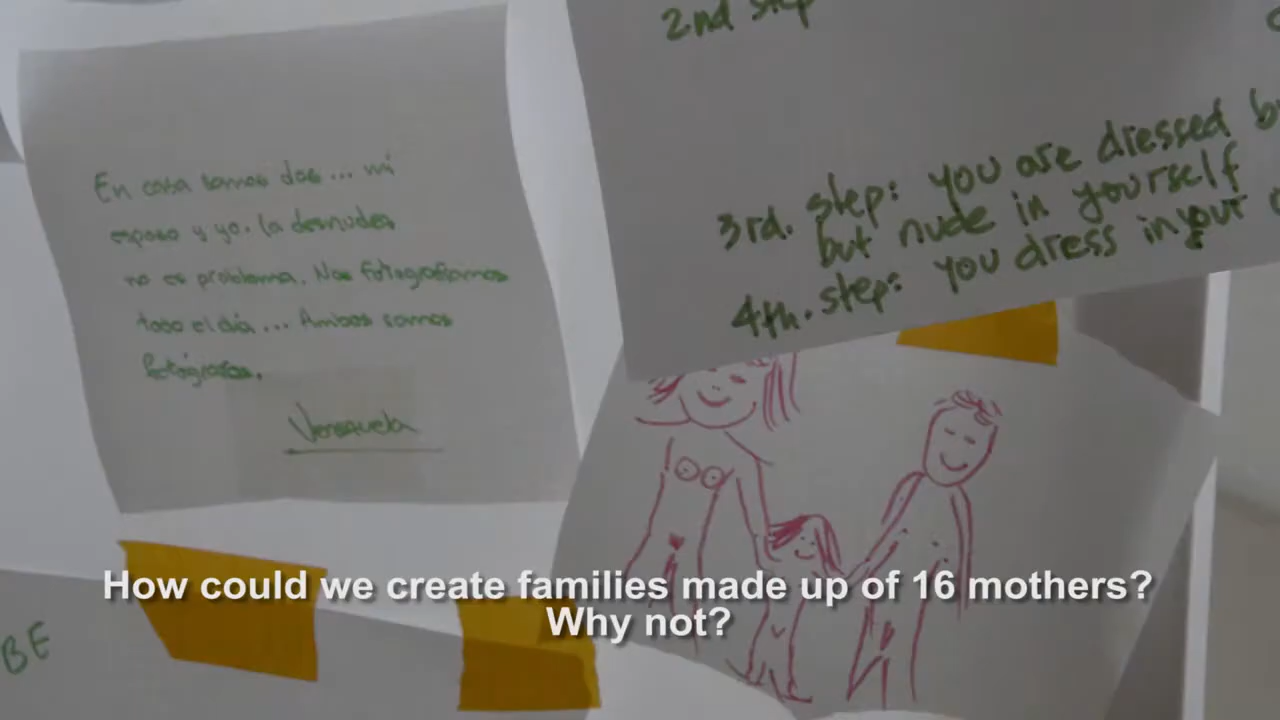 En casa somos dos... mi
esposo y yo. La desnudes
no es problema. Nos fotografiamos
todo el día... Ambos somos
fotógrafos.
Venezuela
2nd step
3rd. step: you are dressed b
but nude in yourself
4th. step: you dress in your
BE
How could we create families made up of 16 mothers?
Why not?